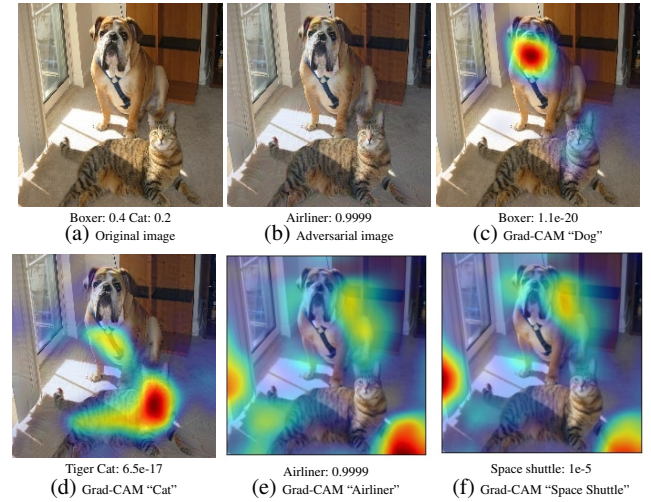 Boxer: 0.4 Cat: 0.2
(a) Original image
Airliner: 0.9999
(b) Adversarial image
Boxer: 1.1e-20
(c) Grad-CAM “Dog”
Tiger Cat: 6.5e-17
(d) Grad-CAM “Cat”
Airliner: 0.9999
(e) Grad-CAM “Airliner”
Space shuttle: 1e-5
(f) Grad-CAM “Space Shuttle”